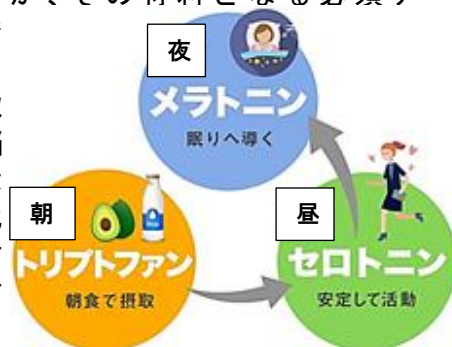 夜
メラトニン
眠りへ導く
朝
トリプトファン
朝食で摂取
昼
セロトニン
安定して活動